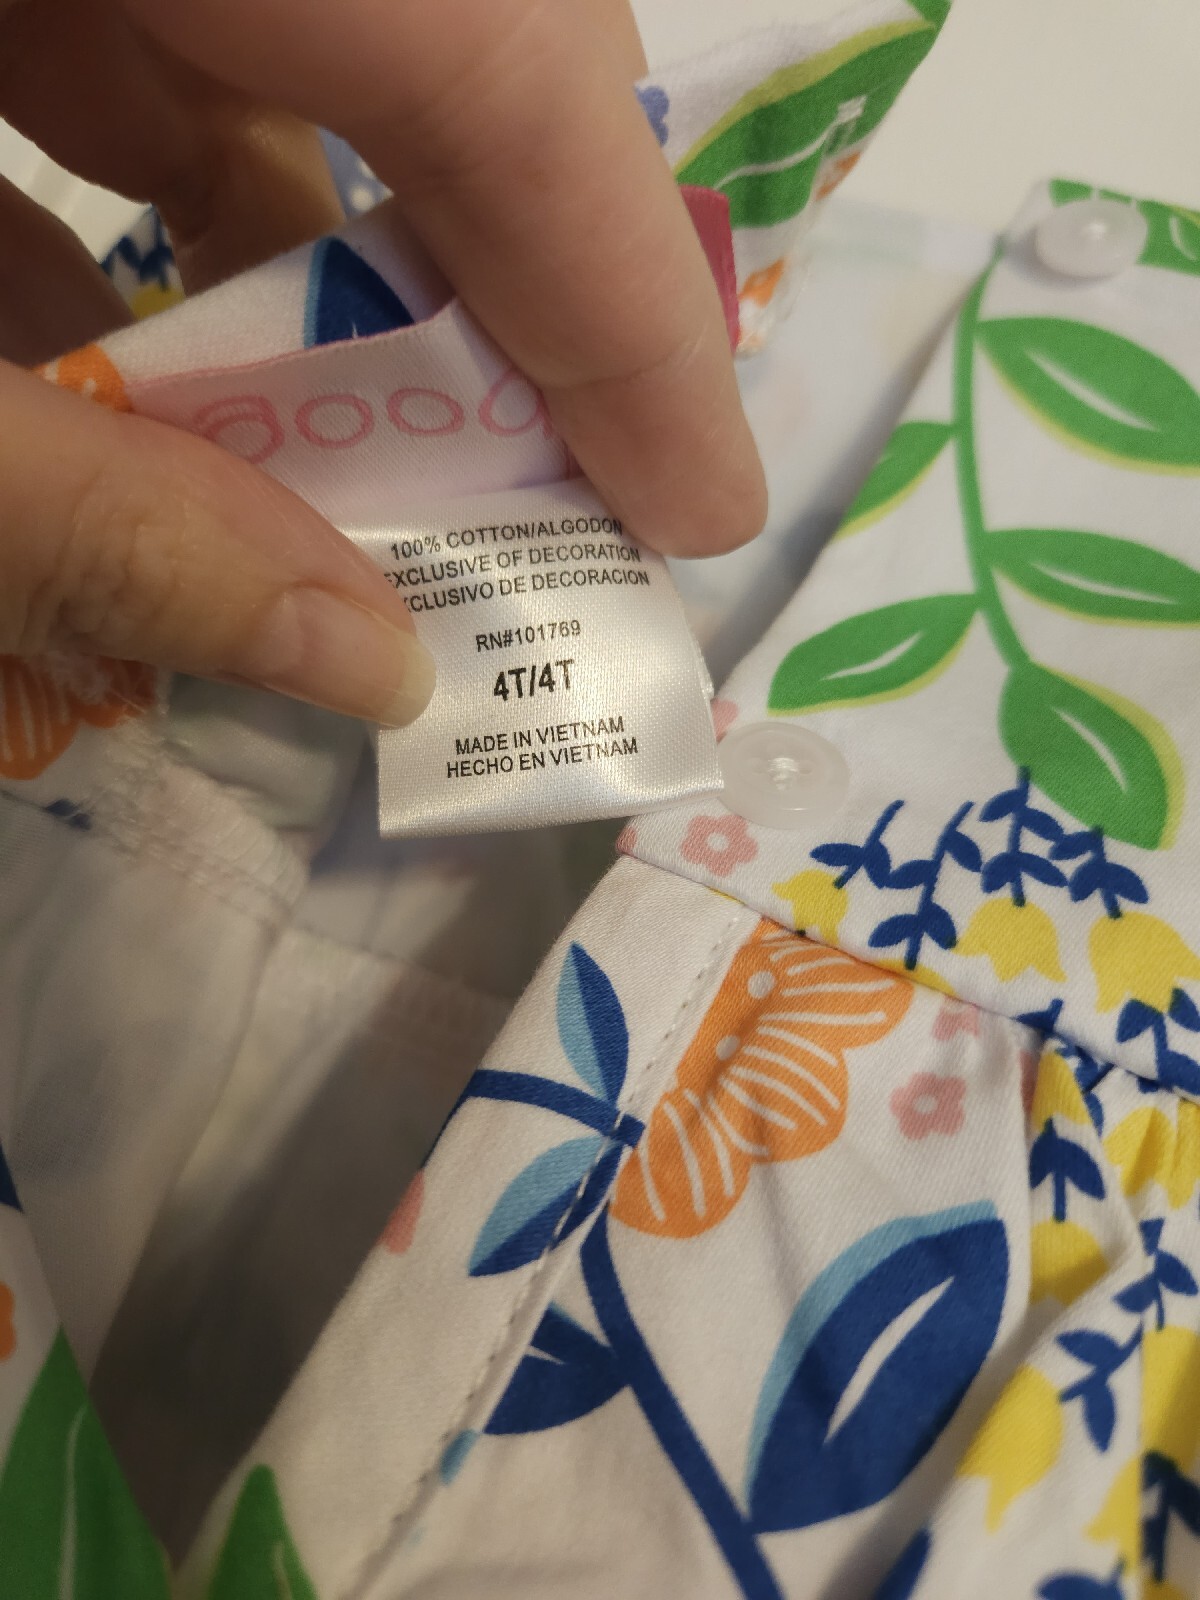 100% COTTON/ALGODON
EXCLUSIVE OF DECORATION
EXCLUSIVO DE DECORACION
RN#101769
4T/4T
MADE IN VIETNAM
HECHO EN VIETNAM